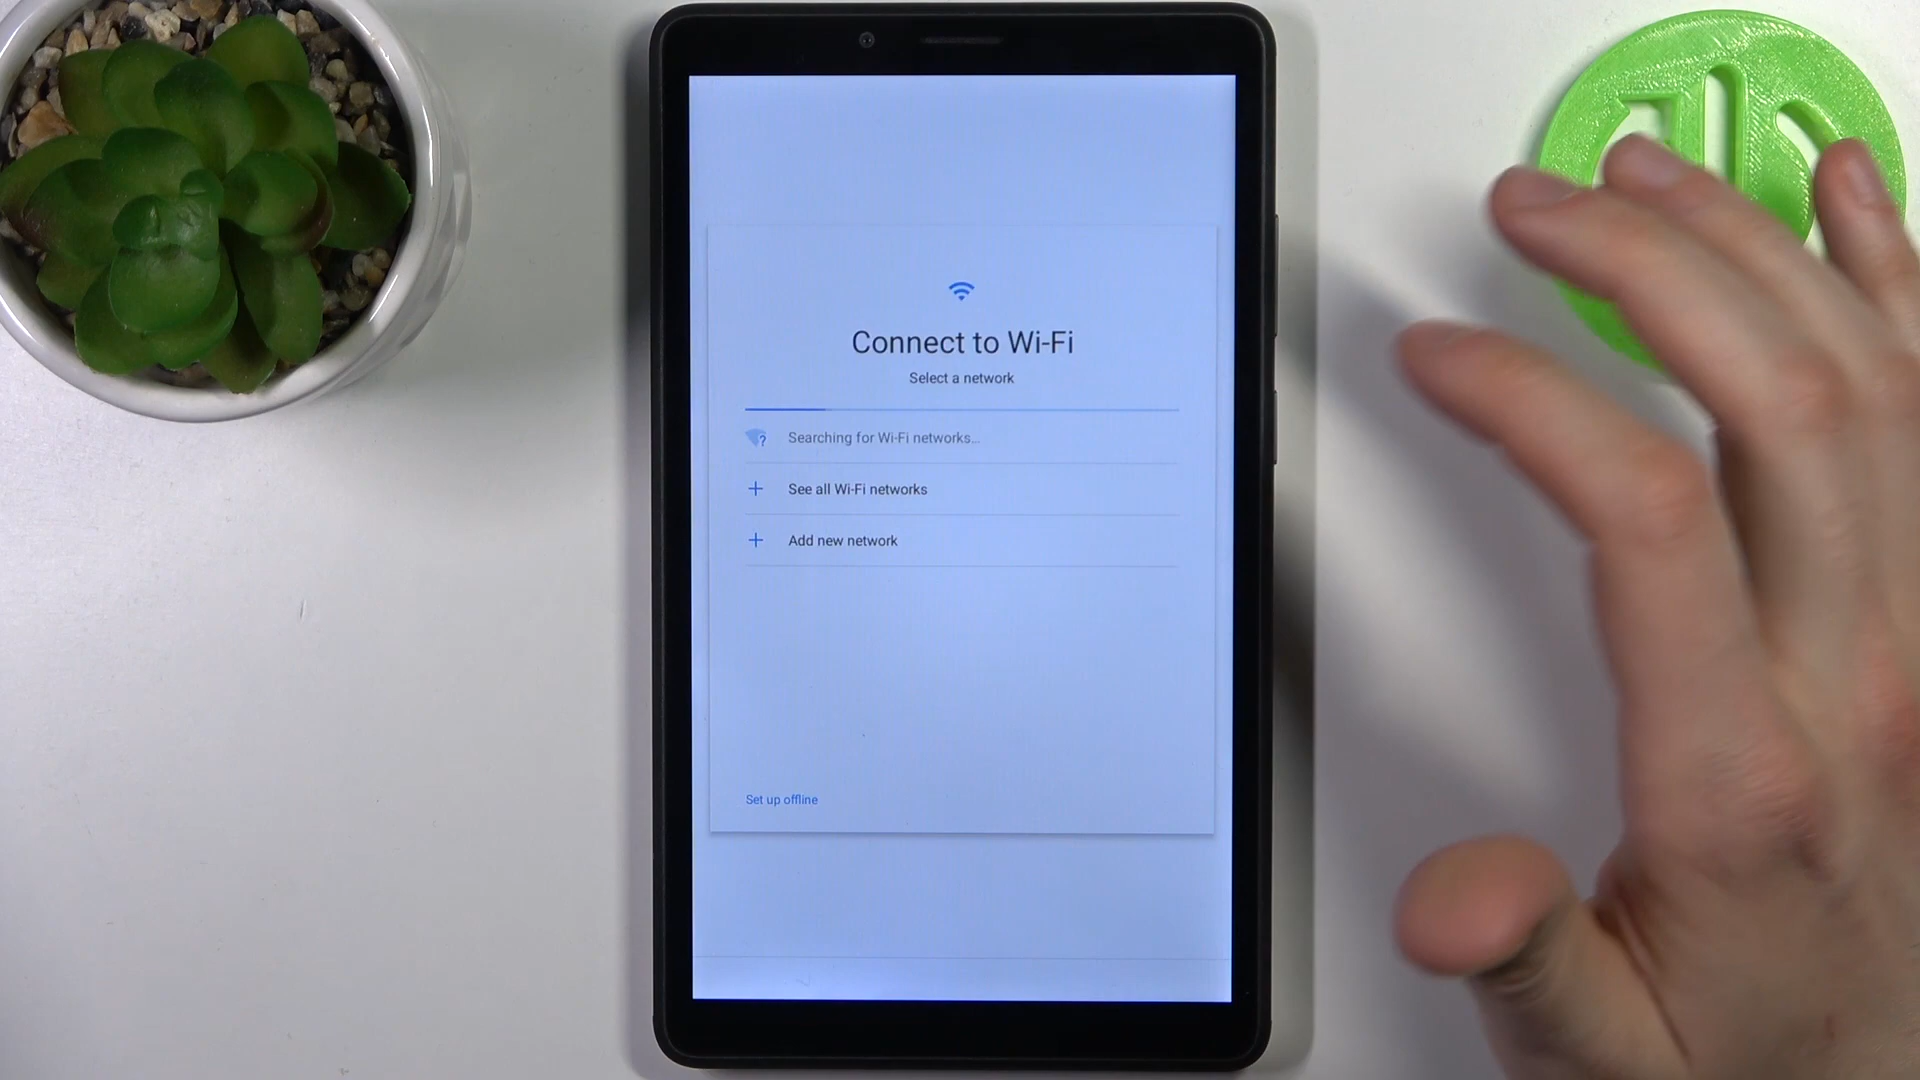 Connect to Wi-Fi
Select a network
Searching for Wi-Fi networks...
See all Wi-Fi networks
Add new network
Set up offline